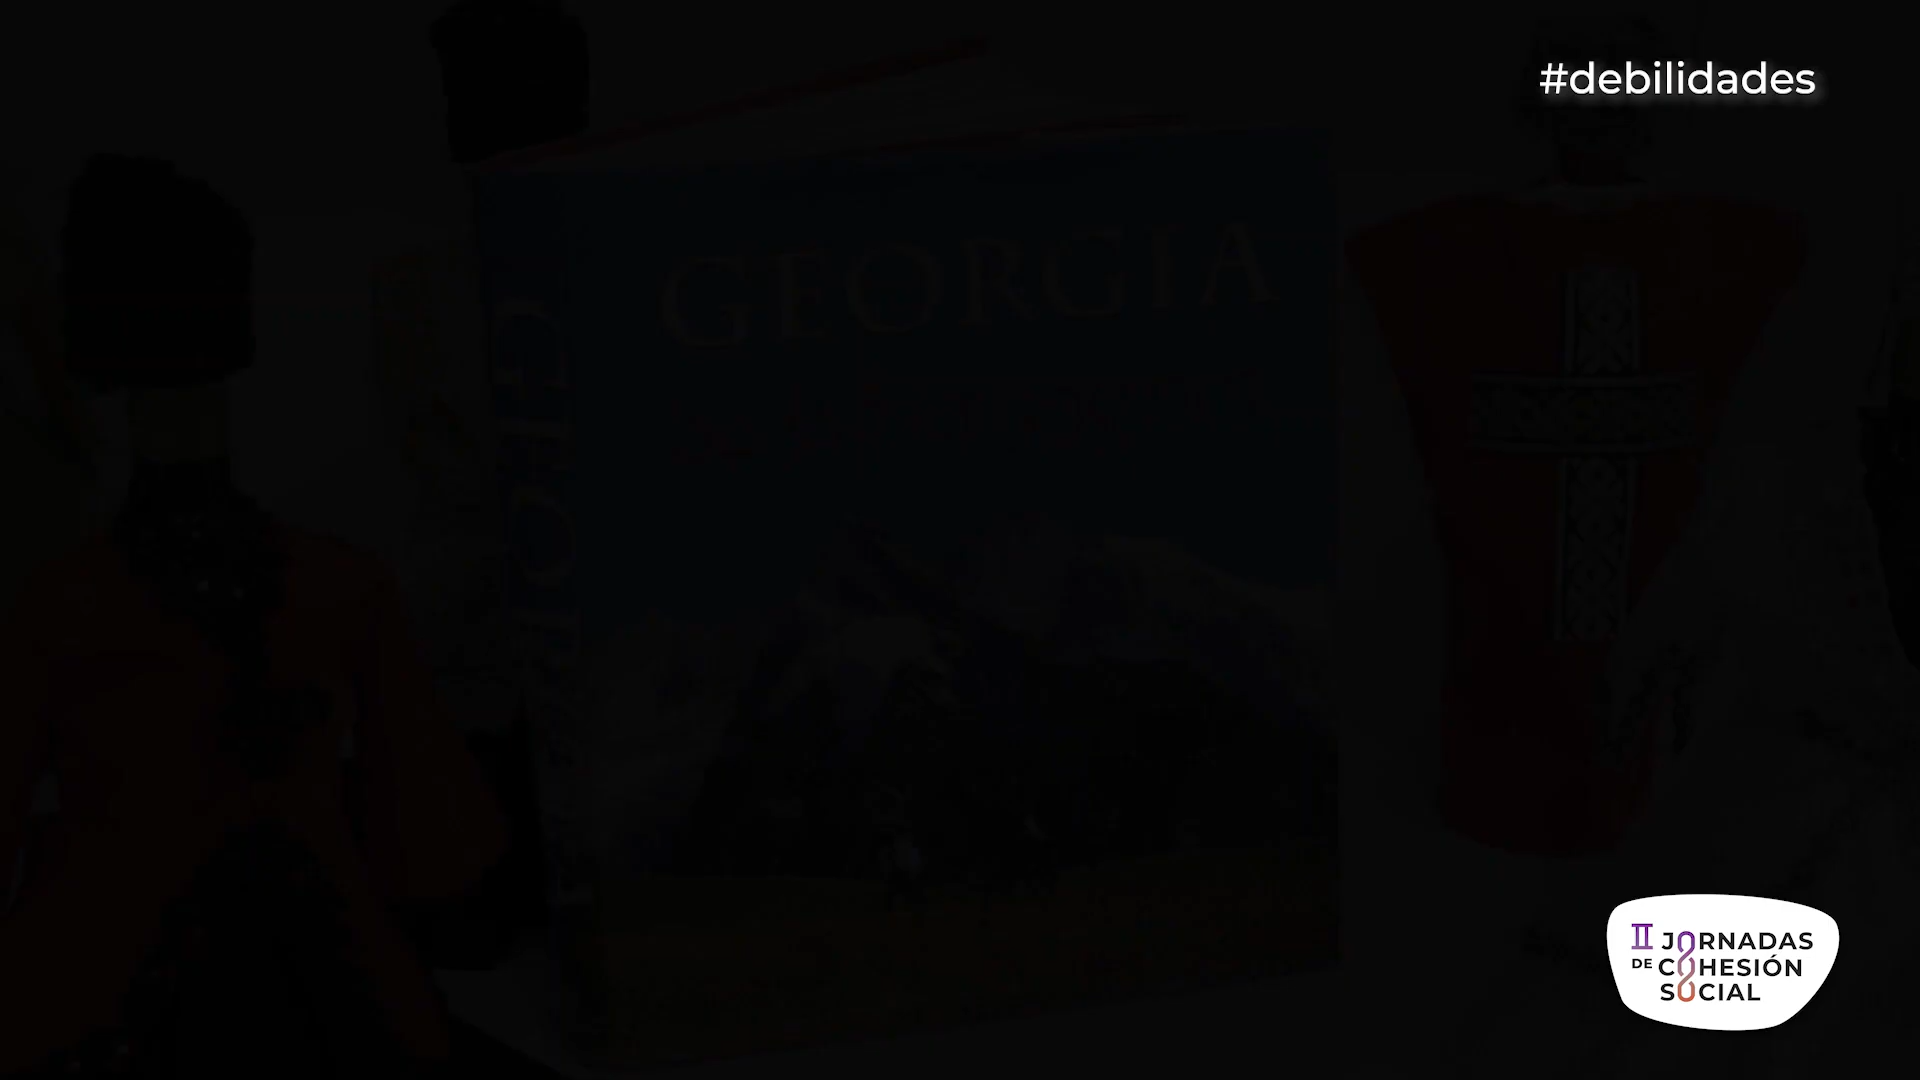 #debilidades
GEORGIA
II JORNADAS
DE COHESIÓN
SOCIAL